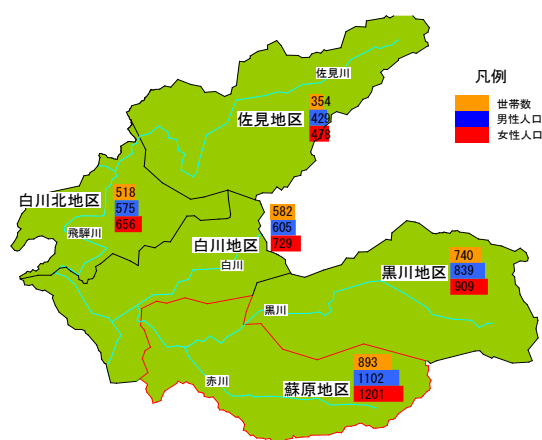 凡例
世帯数
男性人口
女性人口
佐見川
佐見地区
354
429
478
白川北地区
518
575
656
飛騨川
白川地区
582
605
729
白川
黒川地区
740
839
909
黒川
赤川
蘇原地区
893
1102
1201